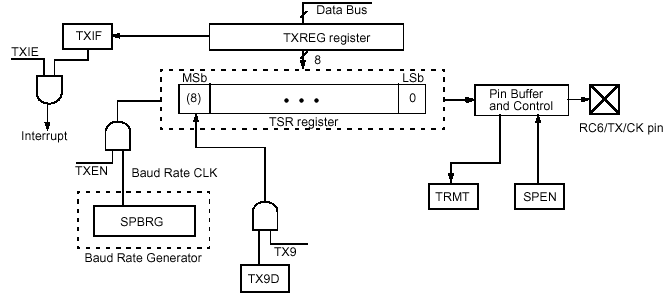 Data Bus
TXIF
TXREG register
TXIE
8
MSb
LSb
(8)
• • •
0
Pin Buffer
and Control
TSR register
Interrupt
RC6/TX/CK pin
TXEN
Baud Rate CLK
TRMT
SPEN
SPBRG
TX9
Baud Rate Generator
TX9D